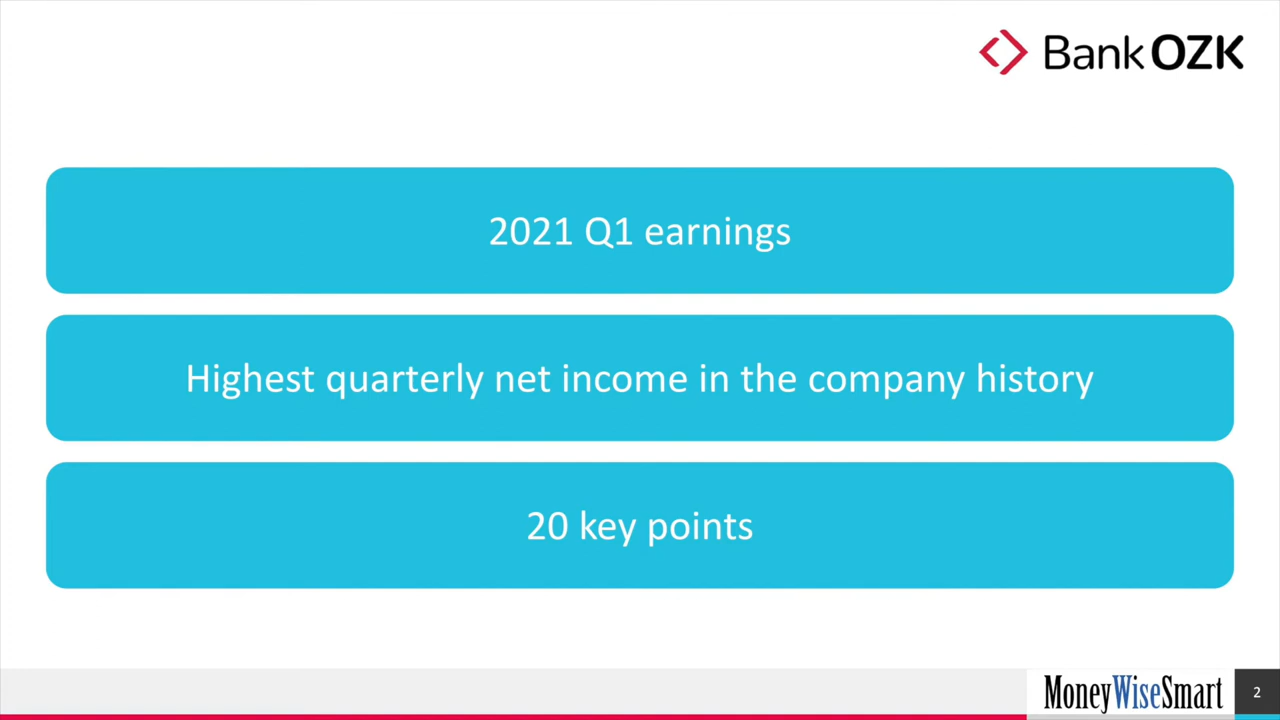 Bank OZK
2021 Q1 earnings
Highest quarterly net income in the company history
20 key points
MoneyWiseSmart
2